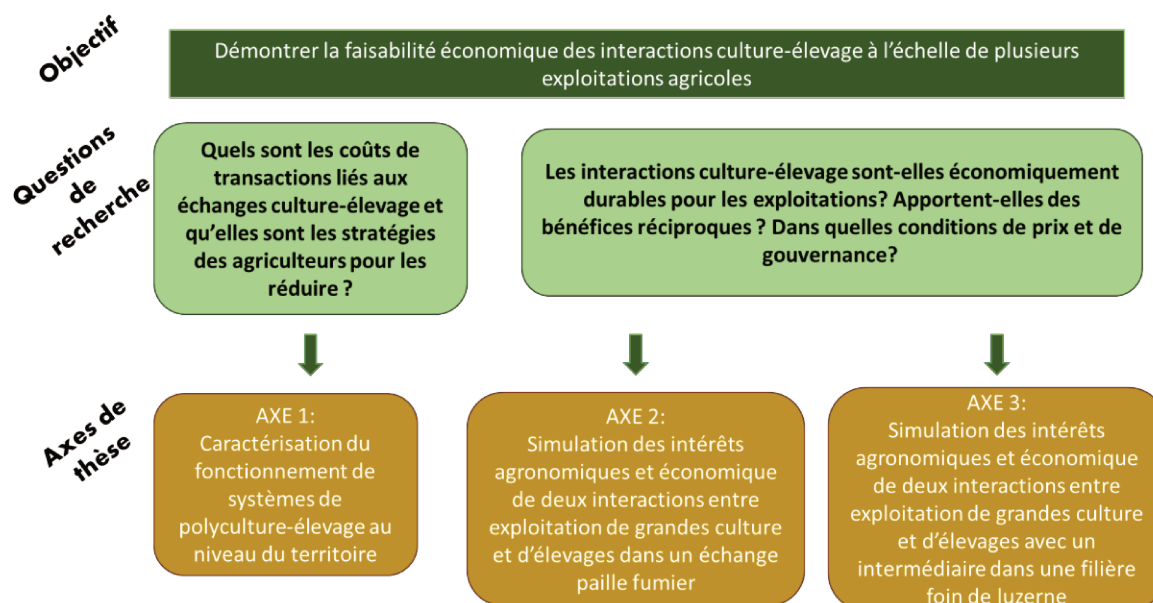 Objectif
Démontrer la faisabilité économique des interactions culture-élevage à l'échelle de plusieurs
exploitations agricoles
Questions
de
recherche
Quels sont les coûts de
transactions liés aux
échanges culture-élevage et
qu'elles sont les stratégies
des agriculteurs pour les
réduire ?
Les interactions culture-élevage sont-elles économiquement
durables pour les exploitations? Apportent-elles des
bénéfices réciproques ? Dans quelles conditions de prix et de
gouvernance?
Axes de
thèse
AXE 1:
Caractérisation du
fonctionnement de
systèmes de
polyculture-élevage au
niveau du territoire
AXE 2:
Simulation des intérêts
agronomiques et économique
de deux interactions entre
exploitation de grandes culture
et d'élevages dans un échange
paille fumier
AXE 3:
Simulation des intérêts
agronomiques et économique
de deux interactions entre
exploitation de grandes culture
et d'élevages avec un
intermédiaire dans une filière
foin de luzerne